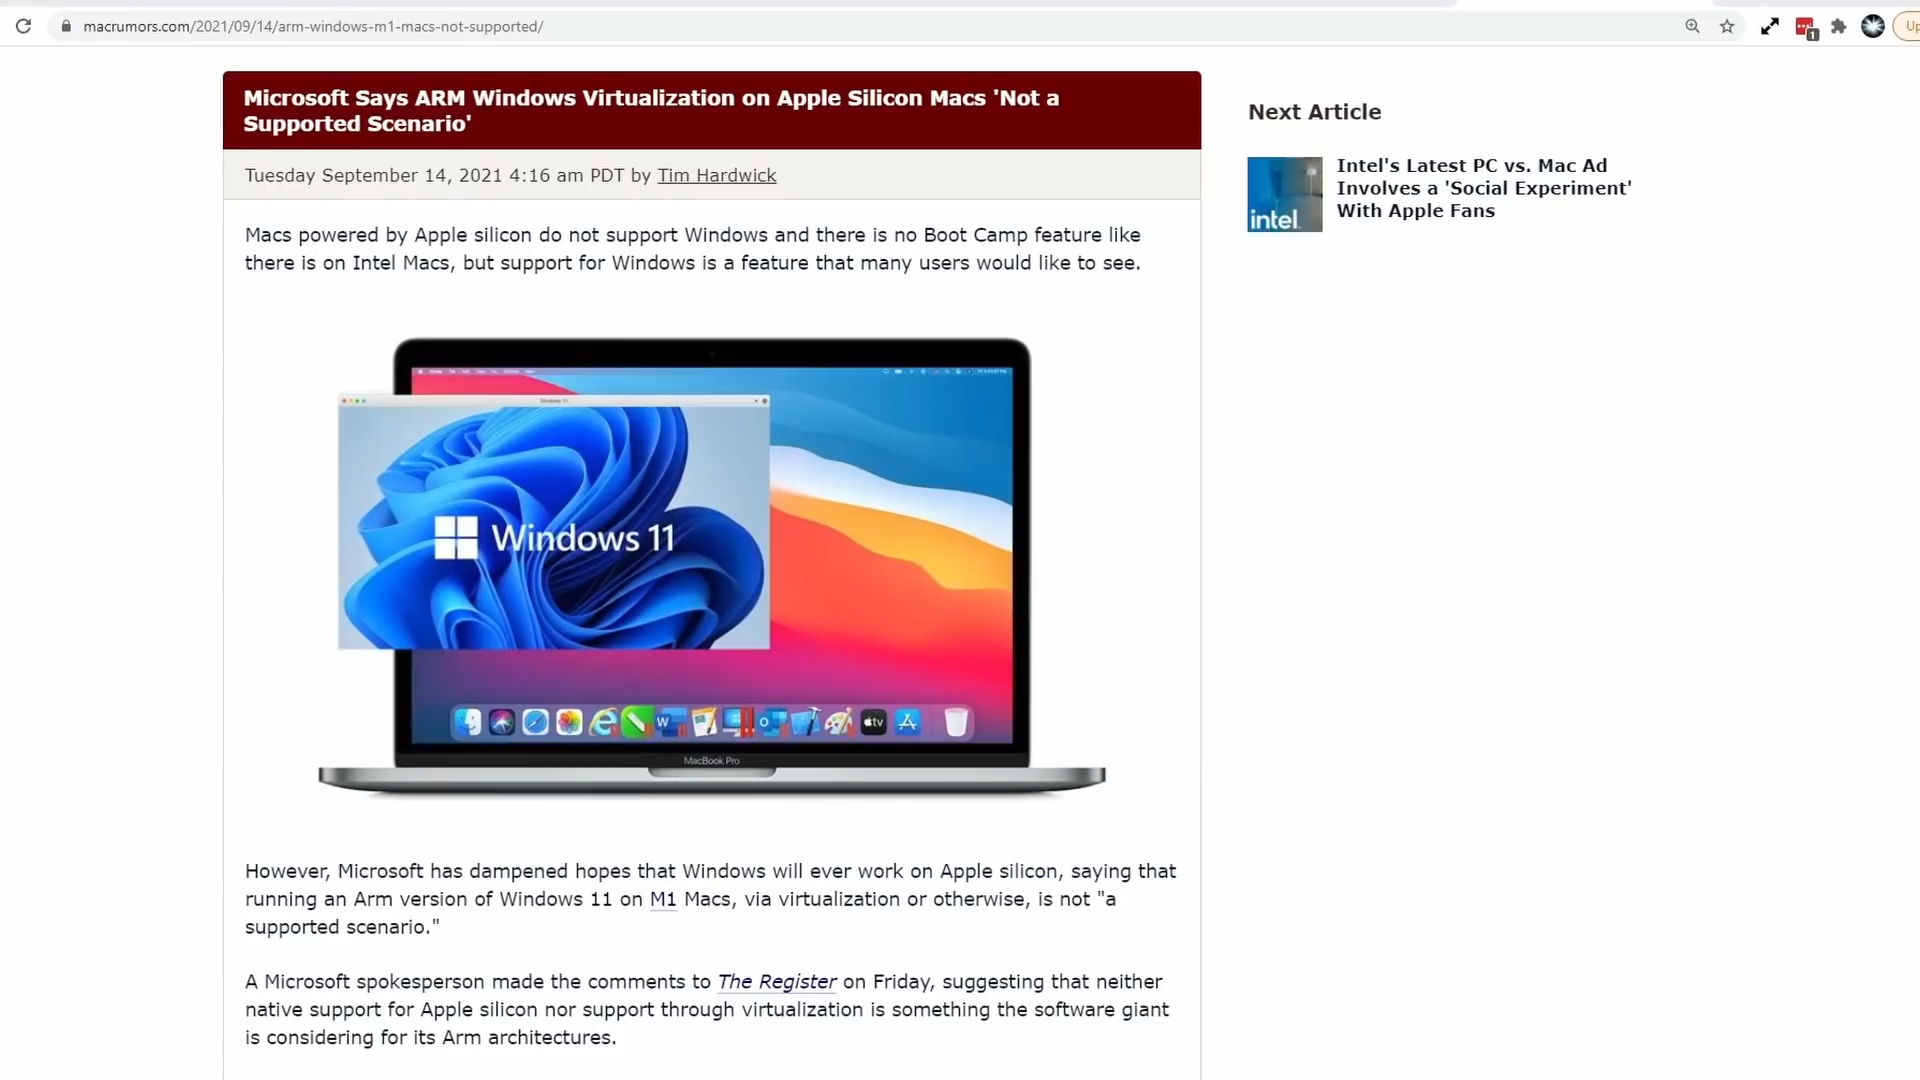 macrumors.com/2021/09/14/arm-windows-m1-macs-not-supported/
1
Up
Microsoft Says ARM Windows Virtualization on Apple Silicon Macs 'Not a
Supported Scenario'
Tuesday September 14, 2021 4:16 am PDT by Tim Hardwick
Macs powered by Apple silicon do not support Windows and there is no Boot Camp feature like
there is on Intel Macs, but support for Windows is a feature that many users would like to see.
Windows 11
Windows 11
W
O
tv
MacBook Pro
However, Microsoft has dampened hopes that Windows will ever work on Apple silicon, saying that
running an Arm version of Windows 11 on M1 Macs, via virtualization or otherwise, is not "a
supported scenario."
A Microsoft spokesperson made the comments to The Register on Friday, suggesting that neither
native support for Apple silicon nor support through virtualization is something the software giant
is considering for its Arm architectures.
Next Article
intel
Intel's Latest PC vs. Mac Ad
Involves a 'Social Experiment'
With Apple Fans